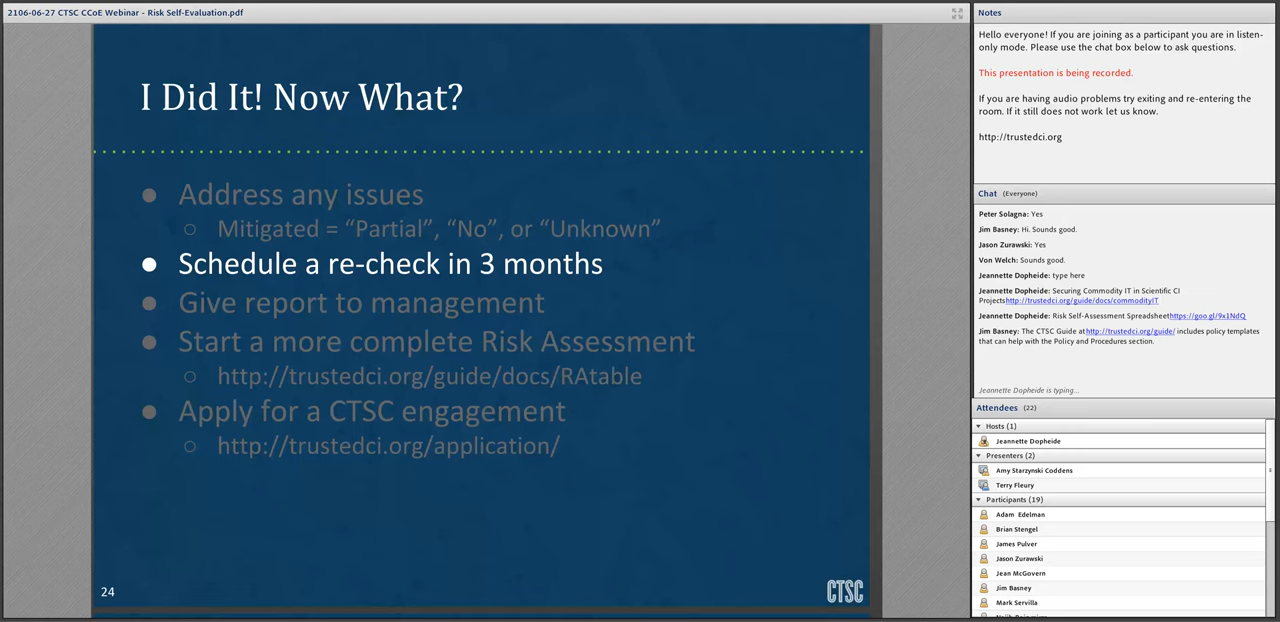 2106-06-27 CTSC CCoE Webinar - Risk Self-Evaluation.pdf
I Did It! Now What?
● Address any issues
○ Mitigated = “Partial”, “No”, or “Unknown”
● Schedule a re-check in 3 months
● Give report to management
● Start a more complete Risk Assessment
○ http://trustedci.org/guide/docs/RAtable
● Apply for a CTSC engagement
○ http://trustedci.org/application/
24
CTSC
Notes
Hello everyone! If you are joining as a participant you are in listen-
only mode. Please use the chat box below to ask questions.
This presentation is being recorded.
If you are having audio problems try exiting and re-entering the
room. If it still does not work let us know.
http://trustedci.org
Chat (Everyone)
Peter Solagna: Yes
Jim Basney: Hi. Sounds good.
Jason Zurawski: Yes
Von Welch: Sounds good.
Jeannette Dopheide: type here
Jeannette Dopheide: Securing Commodity IT in Scientific CI
Projectshttp://trustedci.org/guide/docs/commodityIT
Jeannette Dopheide: Risk Self-Assessment Spreadsheethttps://goo.gl/9x1NdQ
Jim Basney: The CTSC Guide at http://trustedci.org/guide/ includes policy templates
that can help with the Policy and Procedures section.
Jeannette Dopheide is typing...
Attendees (22)
Hosts (1)
Jeannette Dopheide
Presenters (2)
Amy Starzynski Coddens
Terry Fleury
Participants (19)
Adam Edelman
Brian Stengel
James Pulver
Jason Zurawski
Jean McGovern
Jim Basney
Mark Servilla